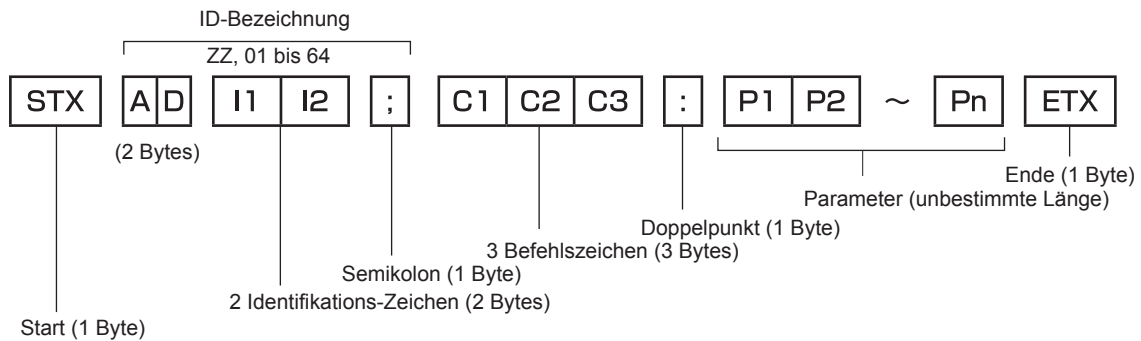 ID-Bezeichnung
ZZ, 01 bis 64
STX A D I1 I2 ; C1 C2 C3 : P1 P2 ～ Pn ETX
(2 Bytes)
Ende (1 Byte)
Parameter (unbestimmte Länge)
Doppelpunkt (1 Byte)
3 Befehlszeichen (3 Bytes)
Semikolon (1 Byte)
2 Identifikations-Zeichen (2 Bytes)
Start (1 Byte)